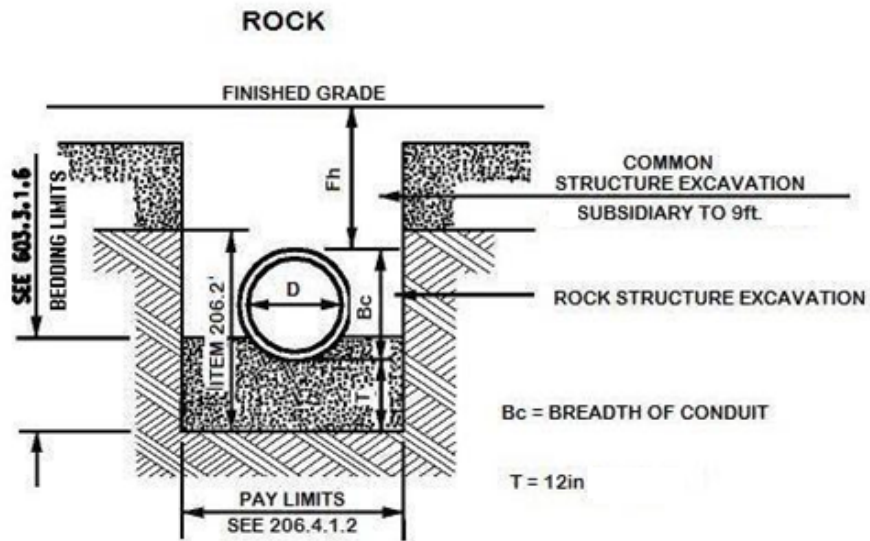 ROCK
FINISHED GRADE
Fh
COMMON
STRUCTURE EXCAVATION
SUBSIDIARY TO 9ft.
SEE 603.3.1.6
BEDDING LIMITS
ITEM 206.2'
D
Bc
ROCK STRUCTURE EXCAVATION
T
Bc = BREADTH OF CONDUIT
T = 12in
PAY LIMITS
SEE 206.4.1.2